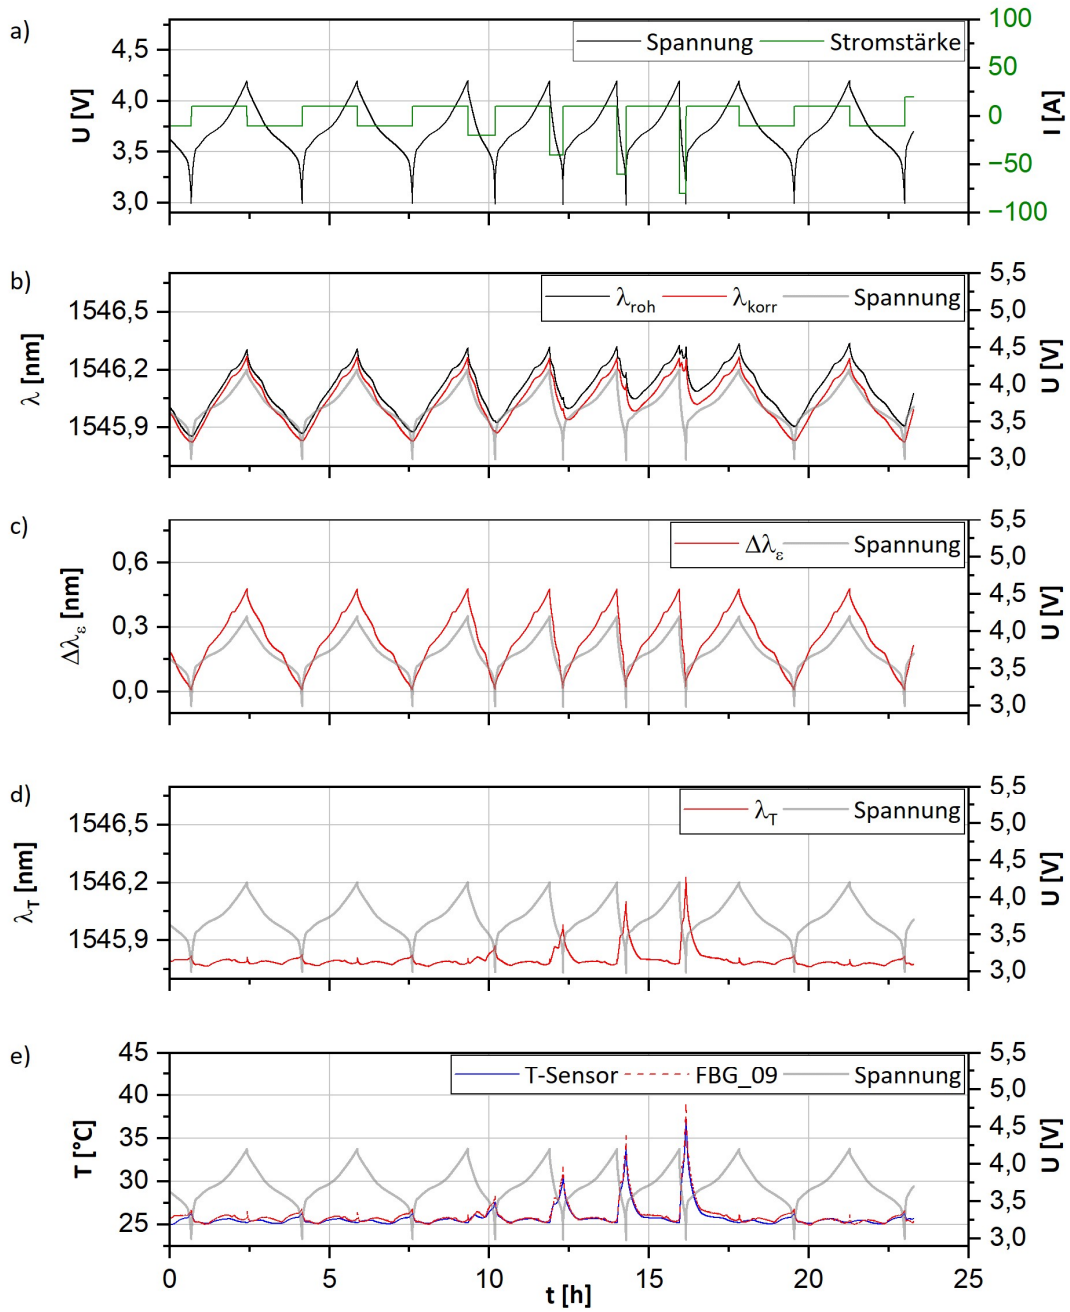 a)
U [V]
4,5
4,0
3,5
3,0
Spannung Stromstärke
100
50
0
−50
−100
I [A]
b)
λ [nm]
1546,5
1546,2
1545,9
λroh λkorr Spannung
5,5
5,0
4,5
4,0
3,5
3,0
U [V]
c)
Δλε [nm]
0,6
0,3
0,0
Δλε Spannung
5,5
5,0
4,5
4,0
3,5
3,0
U [V]
d)
λT [nm]
1546,5
1546,2
1545,9
λT Spannung
5,5
5,0
4,5
4,0
3,5
3,0
U [V]
e)
T [°C]
45
40
35
30
25
T-Sensor FBG_09 Spannung
5,5
5,0
4,5
4,0
3,5
3,0
U [V]
0 5 10 15 20 25
t [h]